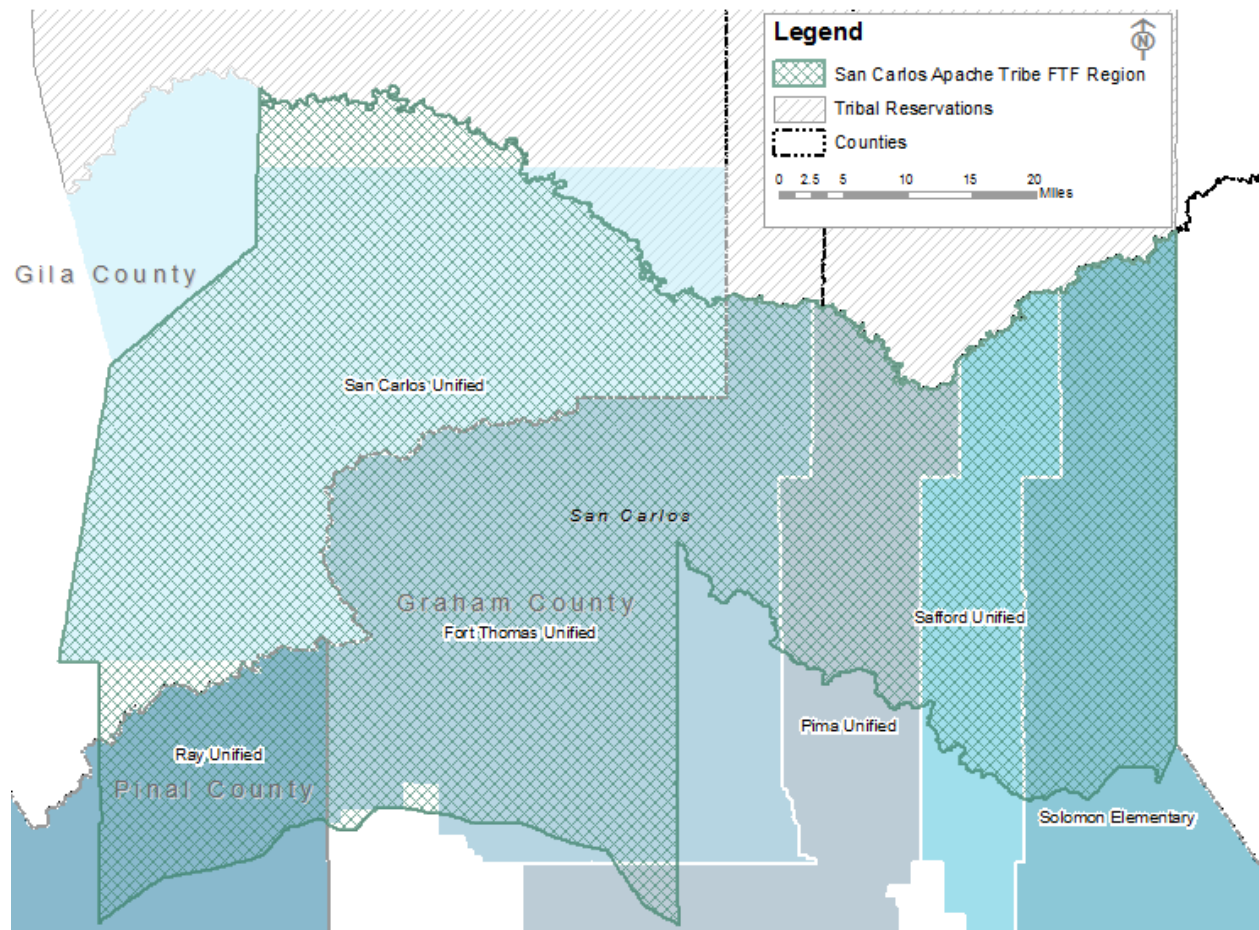 Legend
N
San Carlos Apache Tribe FTF Region
Tribal Reservations
Counties
0 2.5 5 10 15 20
Miles
Gila County
San Carlos Unified
San Carlos
Graham County
Fort Thomas Unified
Safford Unified
Pima Unified
Ray Unified
Pinal County
Solomon Elementary